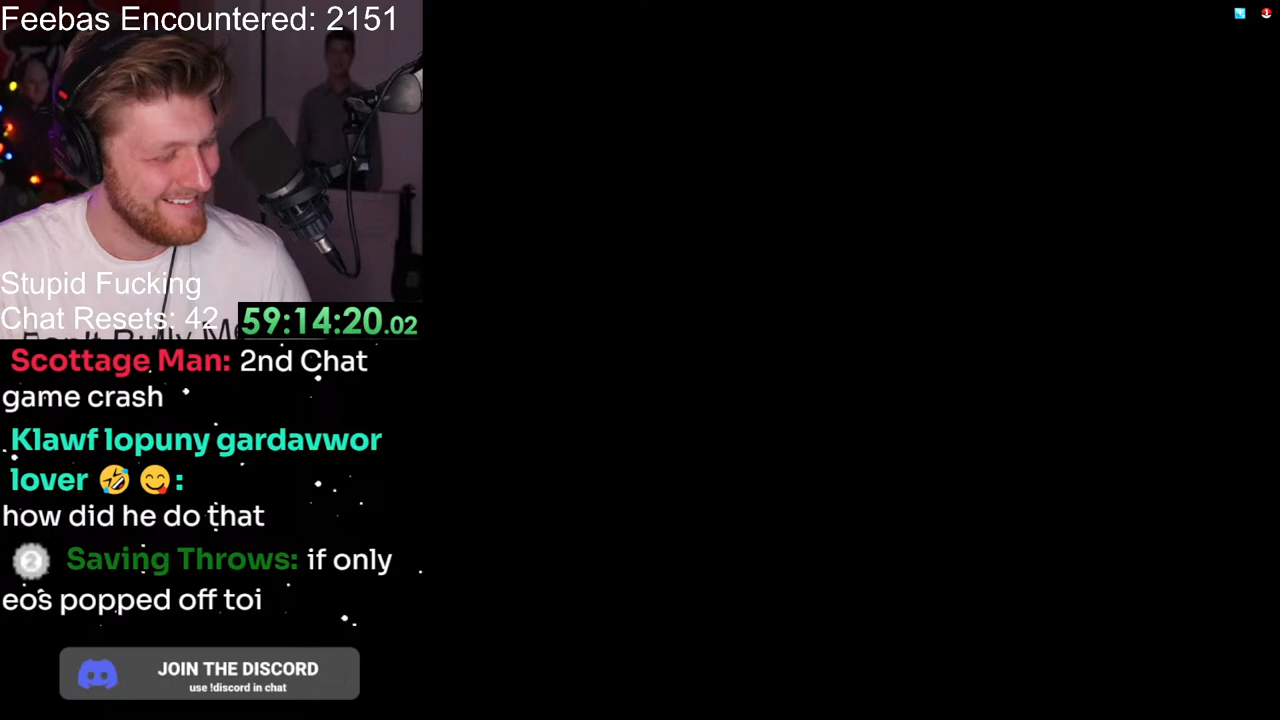 Feebas Encountered: 2151
Stupid Fucking
Chat Resets: 42
59:14:20.02
Scottage Man: 2nd Chat
game crash
Klawf lopuny gardavwor
lover 🤣 😋 :
how did he do that
2 Saving Throws: if only
eos popped off toi
JOIN THE DISCORD
use !discord in chat